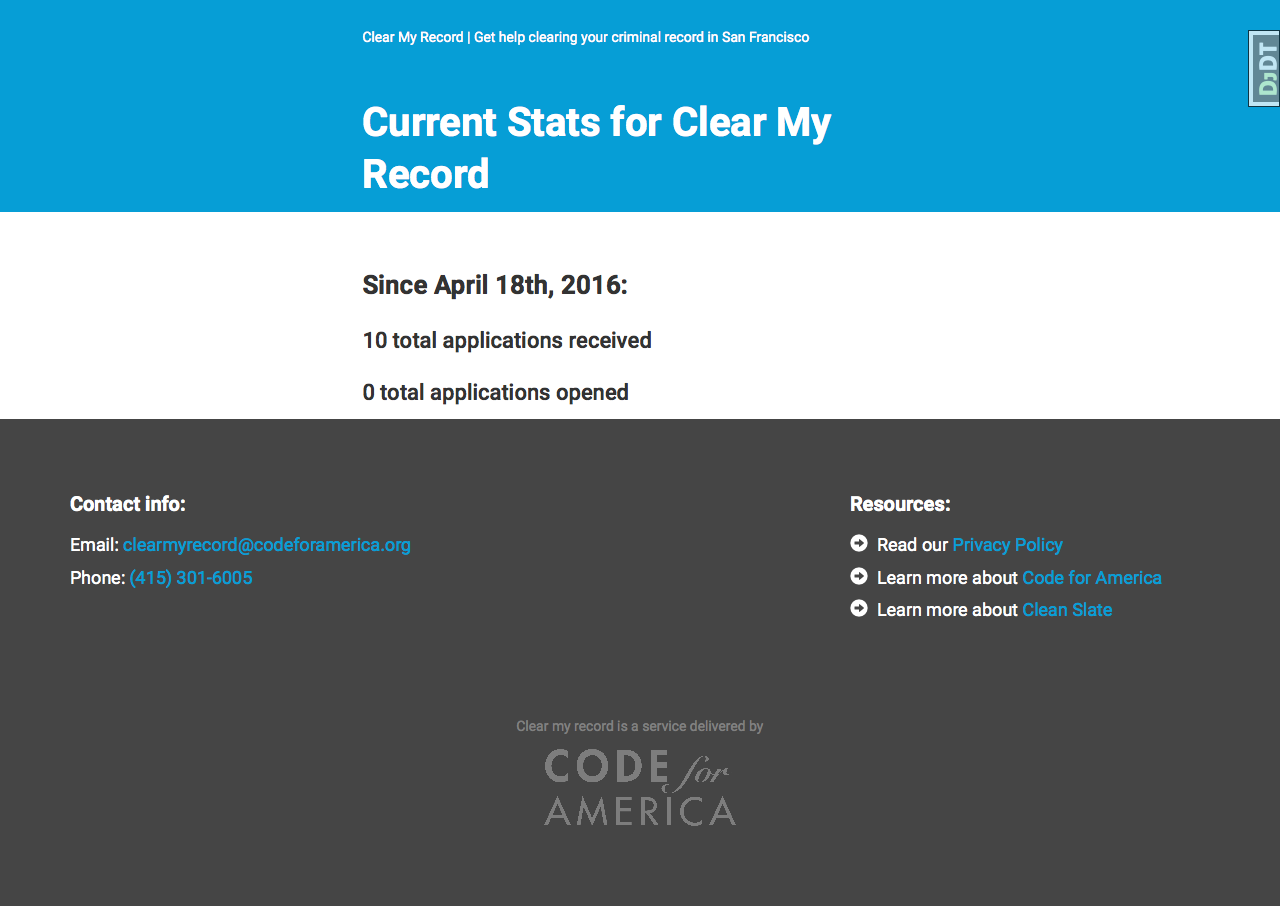 Clear My Record | Get help clearing your criminal record in San Francisco
DJDT
Current Stats for Clear My
Record
Since April 18th, 2016:
10 total applications received
0 total applications opened
Contact info:
Email: clearmyrecord@codeforamerica.org
Phone: (415) 301-6005
Resources:
Read our Privacy Policy
Learn more about Code for America
Learn more about Clean Slate
Clear my record is a service delivered by
CODE for
AMERICA